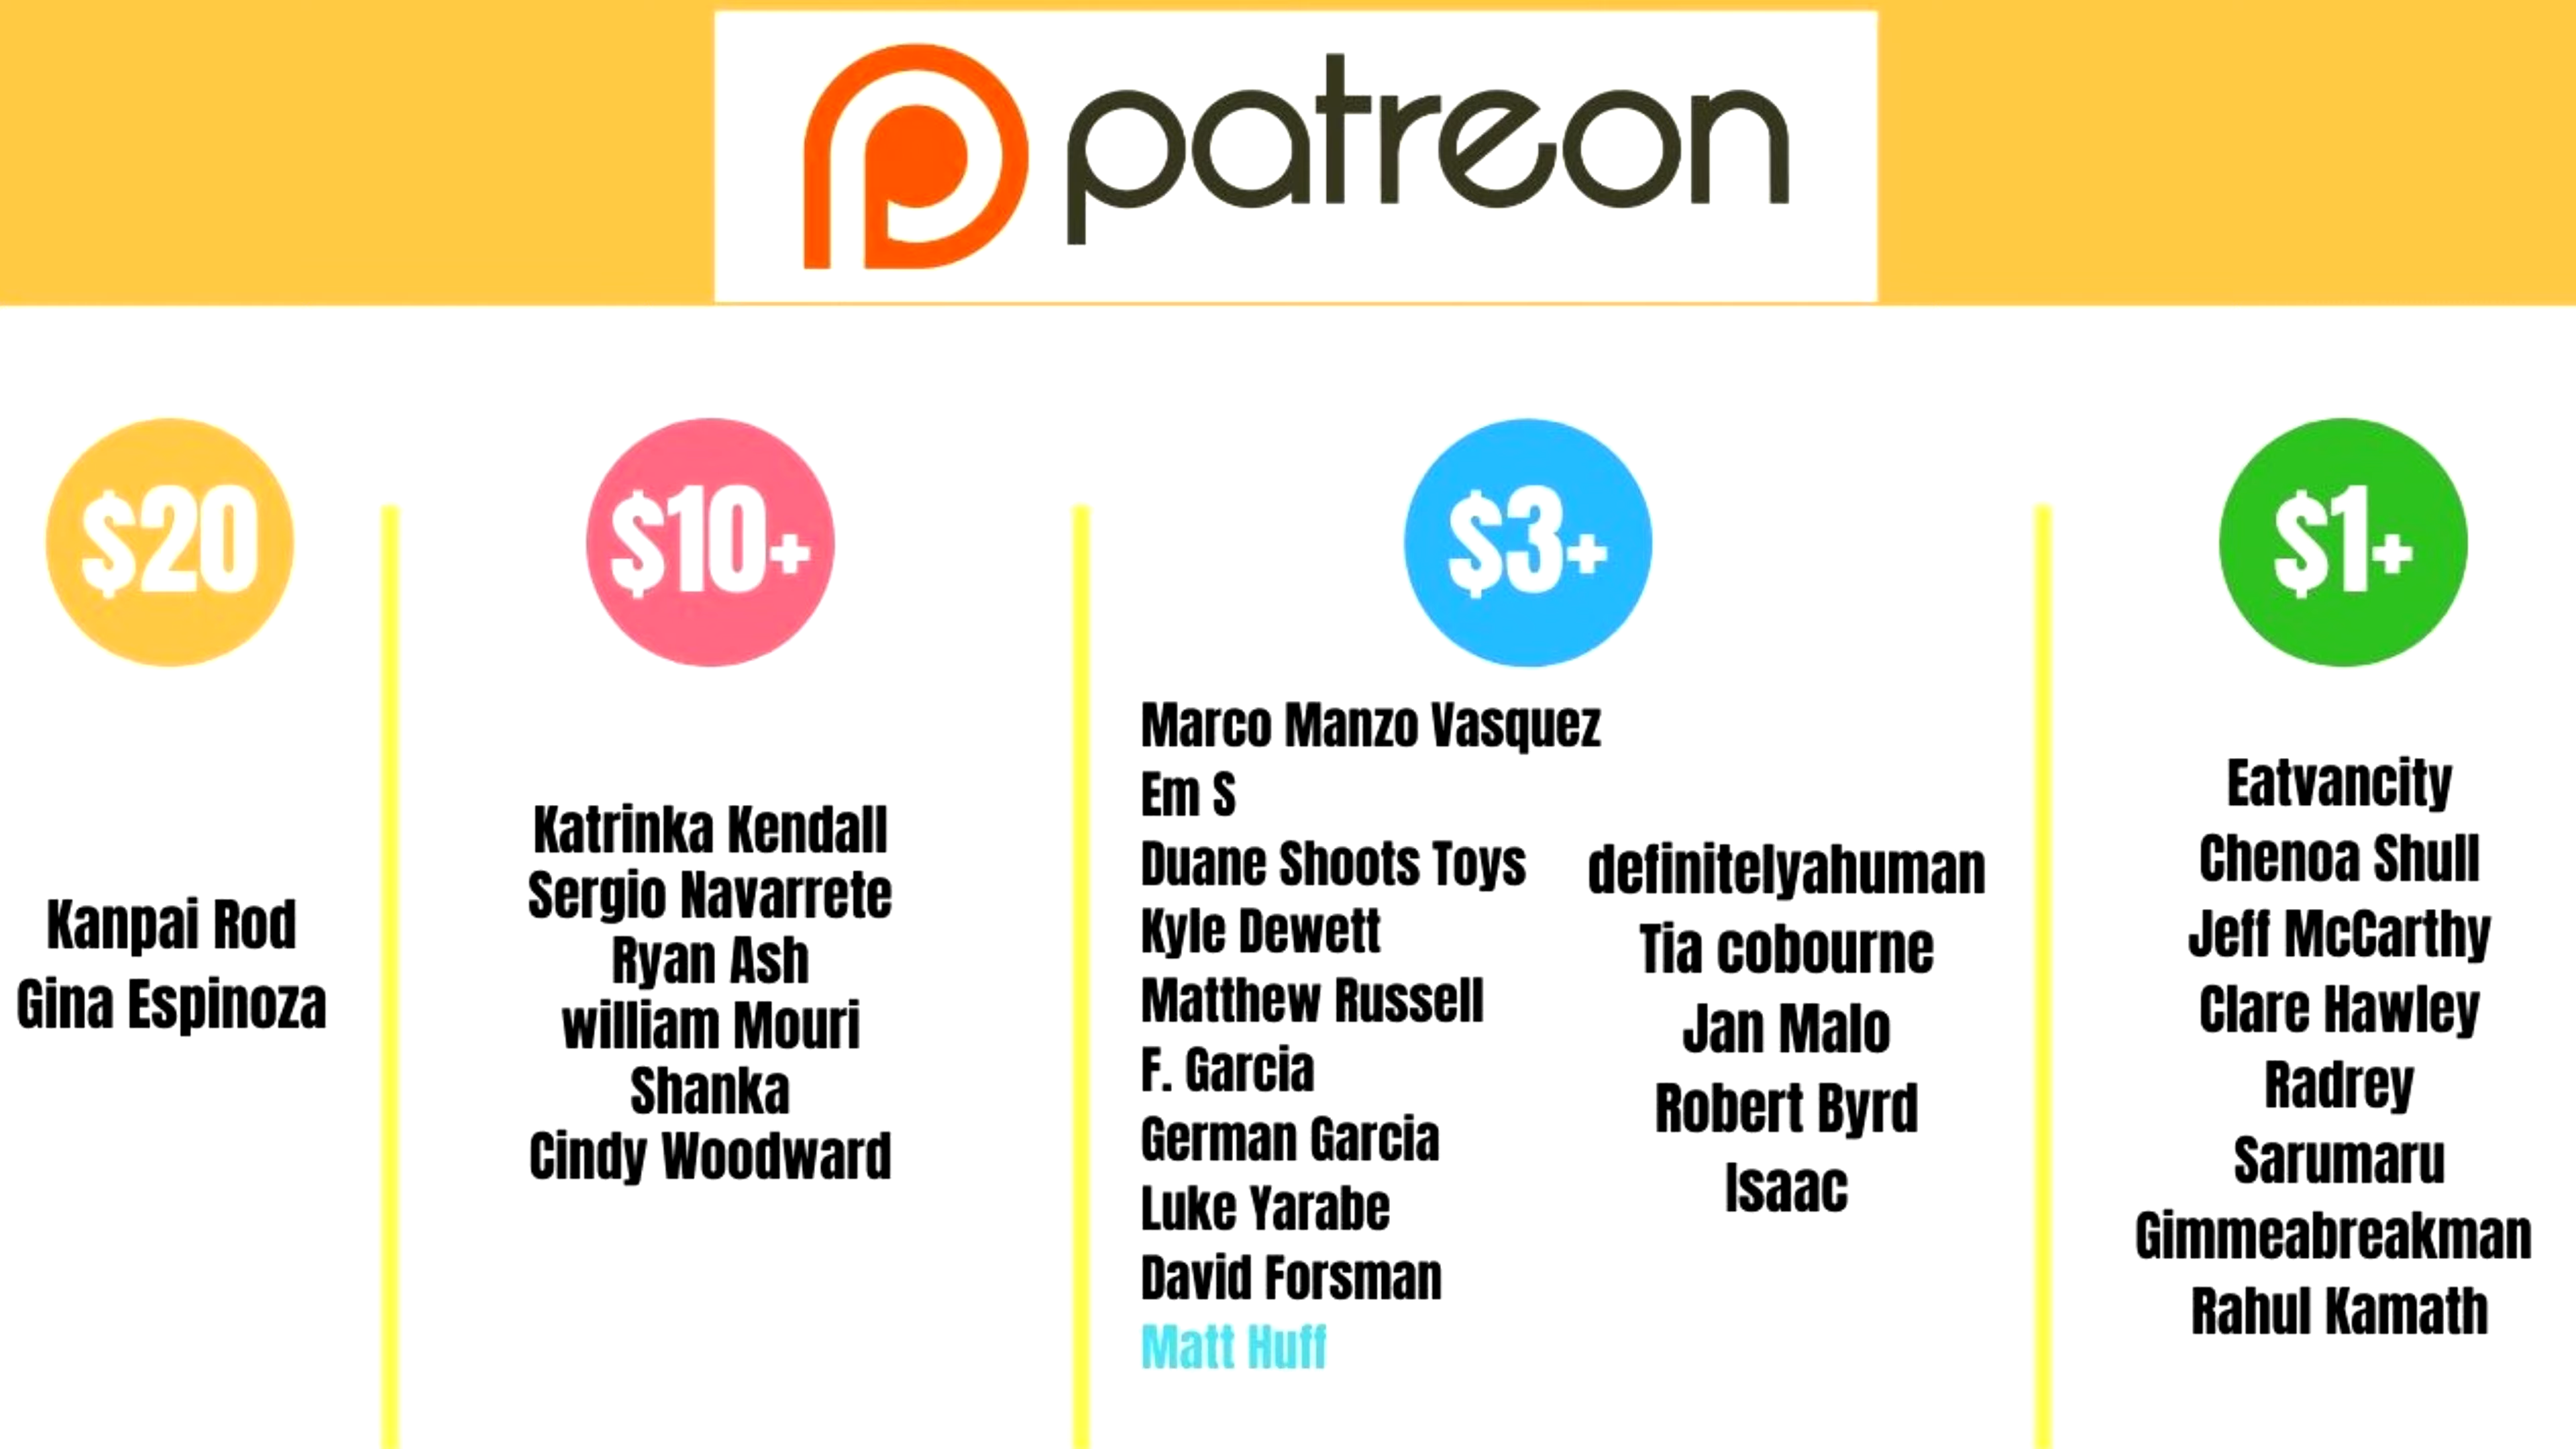 patreon
$20
Kanpai Rod
Gina Espinoza
$10+
Katrinka Kendall
Sergio Navarrete
Ryan Ash
william Mouri
Shanka
Cindy Woodward
$3+
Marco Manzo Vasquez
Em S
Duane Shoots Toys
Kyle Dewett
Matthew Russell
F. Garcia
German Garcia
Luke Yarabe
David Forsman
Matt Huff
definitelyahuman
Tia cobourne
Jan Malo
Robert Byrd
Isaac
$1+
Eatvancity
Chenoa Shull
Jeff McCarthy
Clare Hawley
Radrey
Sarumaru
Gimmeabreakman
Rahul Kamath